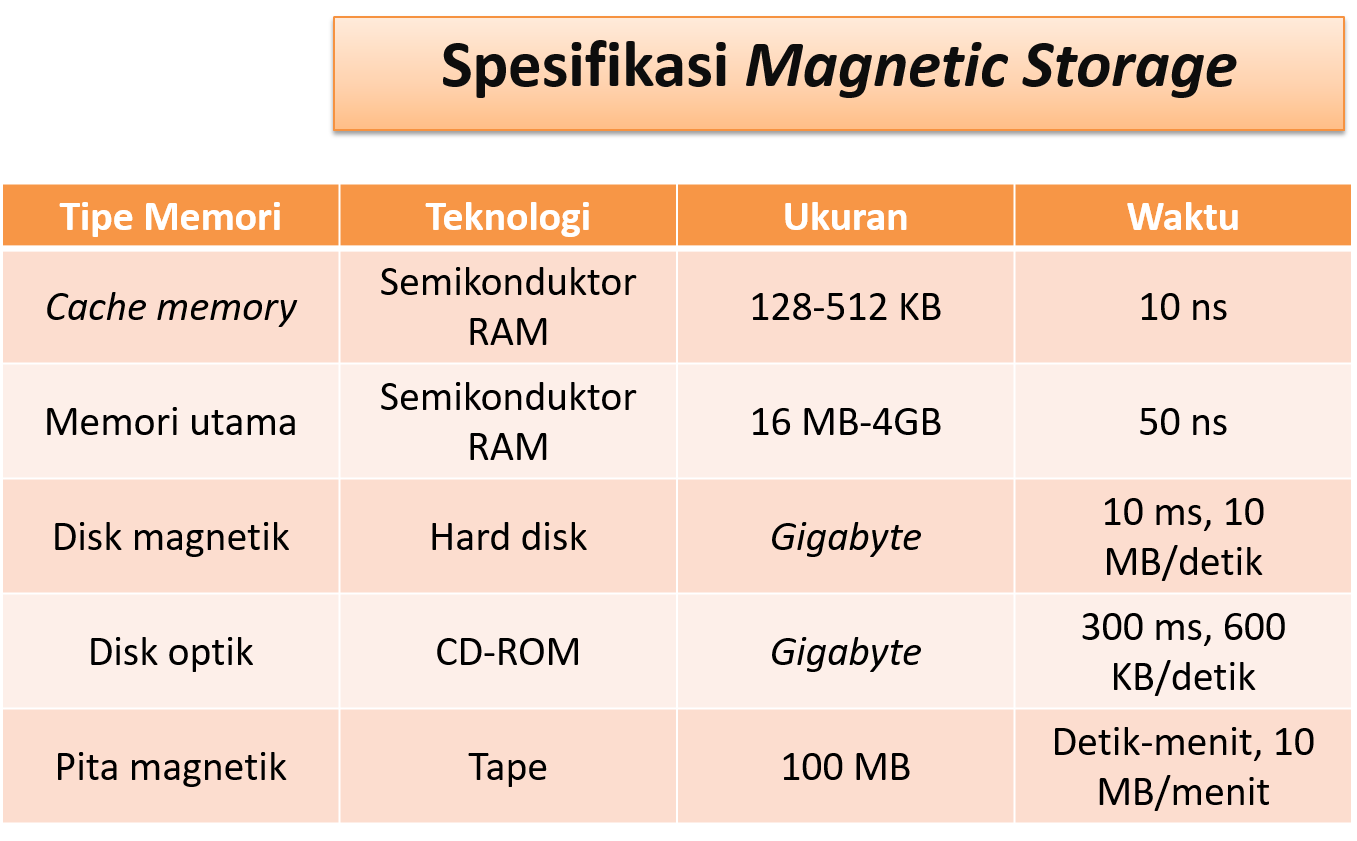 Spesifikasi Magnetic Storage
Tipe Memori Teknologi Ukuran Waktu
Cache memory Semikonduktor RAM 128-512 KB 10 ns
Memori utama Semikonduktor RAM 16 MB-4GB 50 ns
Disk magnetik Hard disk Gigabyte 10 ms, 10 MB/detik
Disk optik CD-ROM Gigabyte 300 ms, 600 KB/detik
Pita magnetik Tape 100 MB Detik-menit, 10 MB/menit